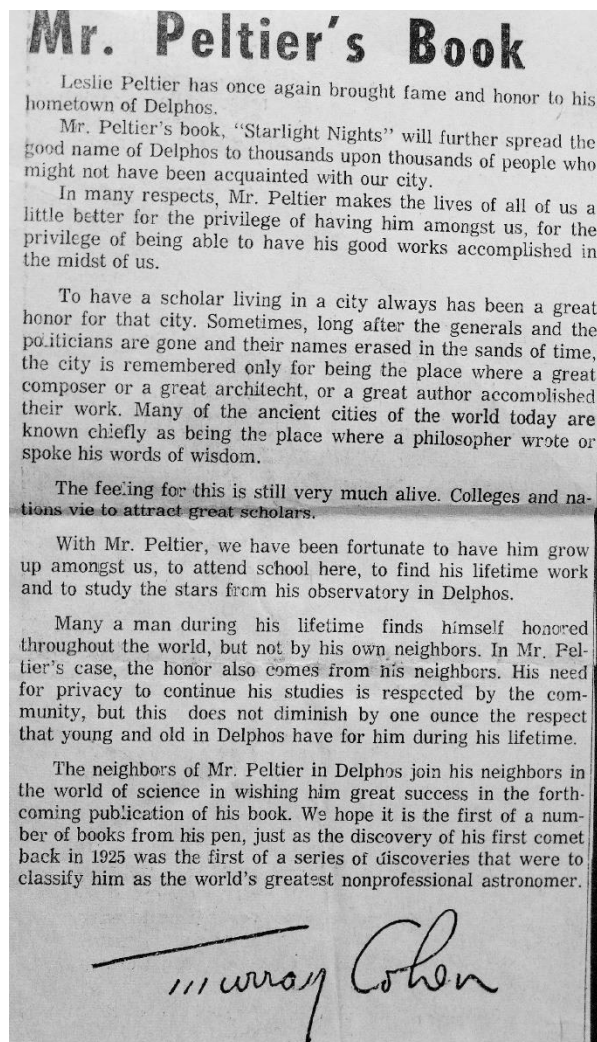 Mr. Peltier's Book
Leslie Peltier has once again brought fame and honor to his
hometown of Delphos.
Mr. Peltier's book, "Starlight Nights" will further spread the
good name of Delphos to thousands upon thousands of people who
might not have been acquainted with our city.
In many respects, Mr. Peltier makes the lives of all of us a
little better for the privilege of having him amongst us, for the
privilege of being able to have his good works accomplished in
the midst of us.
To have a scholar living in a city always has been a great
honor for that city. Sometimes, long after the generals and the
politicians are gone and their names erased in the sands of time,
the city is remembered only for being the place where a great
composer or a great architecht, or a great author accomplished
their work. Many of the ancient cities of the world today are
known chiefly as being the place where a philosopher wrote or
spoke his words of wisdom.
The feeling for this is still very much alive. Colleges and na-
tions vie to attract great scholars.
With Mr. Peltier, we have been fortunate to have him grow
up amongst us, to attend school here, to find his lifetime work
and to study the stars from his observatory in Delphos.
Many a man during his lifetime finds himself honored
throughout the world, but not by his own neighbors. In Mr. Pel-
tier's case, the honor also comes from his neighbors. His need
for privacy to continue his studies is respected by the com-
munity, but this does not diminish by one ounce the respect
that young and old in Delphos have for him during his lifetime.
The neighbors of Mr. Peltier in Delphos join his neighbors in
the world of science in wishing him great success in the forth-
coming publication of his book. We hope it is the first of a num-
ber of books from his pen, just as the discovery of his first comet
back in 1925 was the first of a series of discoveries that were to
classify him as the world's greatest nonprofessional astronomer.
Murray Cohen